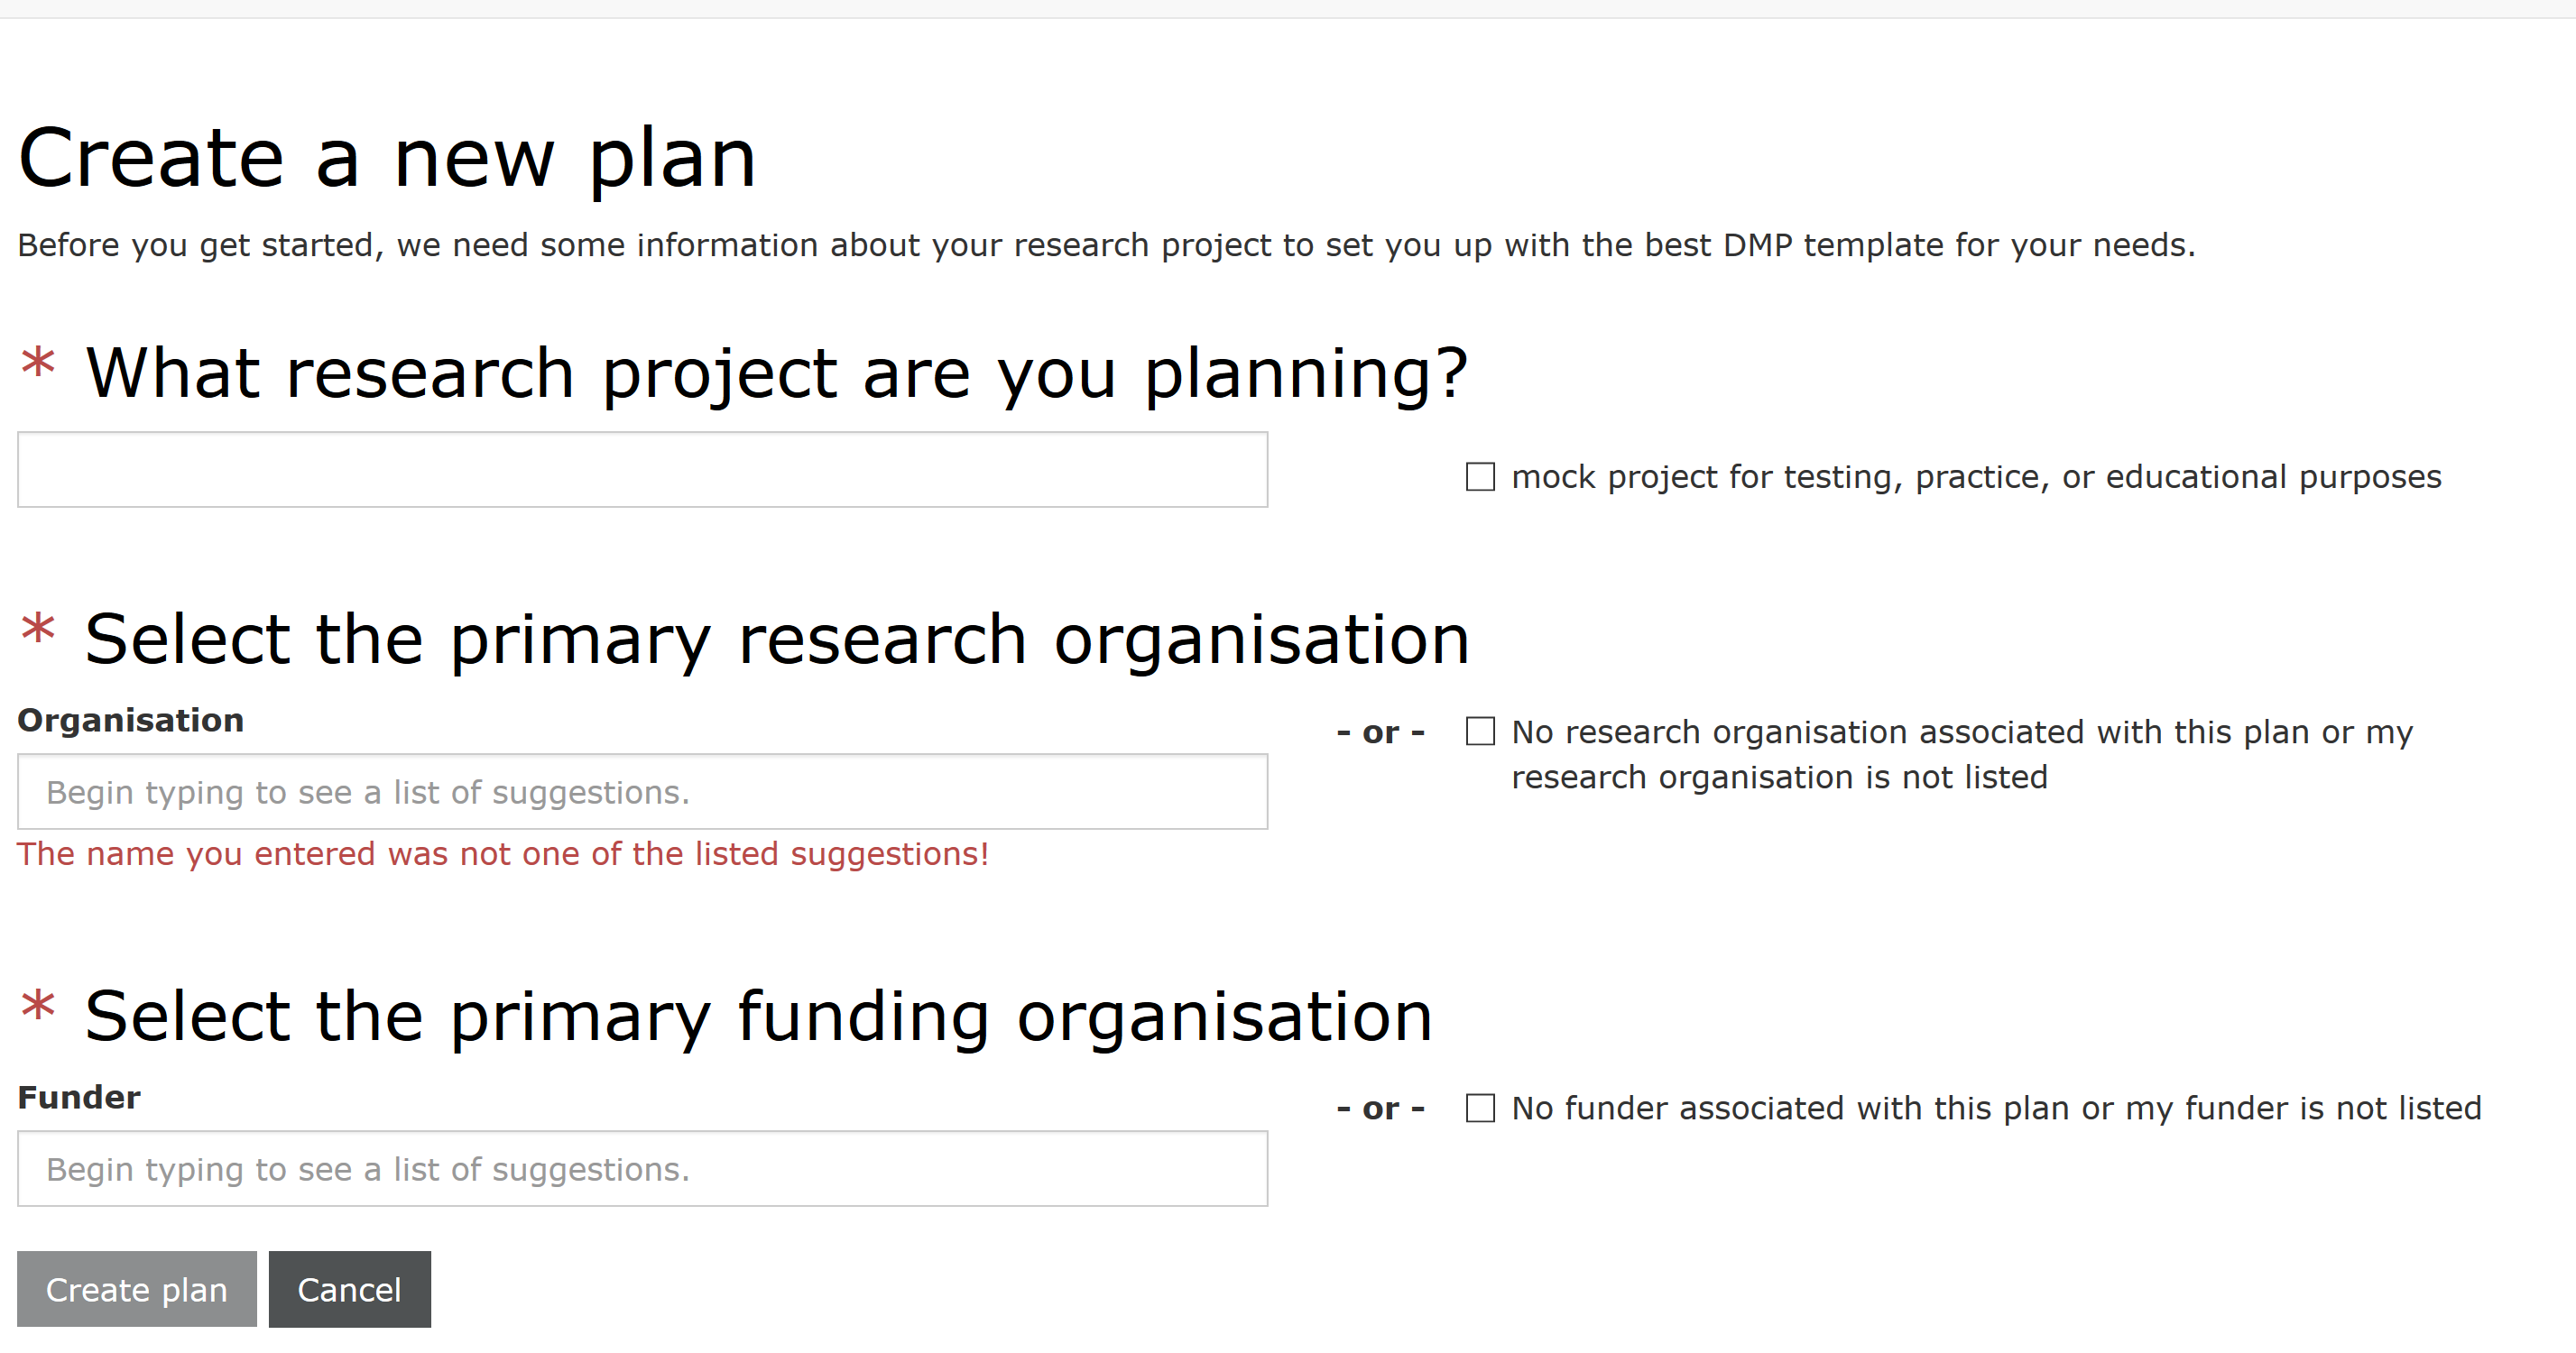 Create a new plan
Before you get started, we need some information about your research project to set you up with the best DMP template for your needs.
* What research project are you planning?
mock project for testing, practice, or educational purposes
* Select the primary research organisation
Organisation
Begin typing to see a list of suggestions.
The name you entered was not one of the listed suggestions!
- or -
No research organisation associated with this plan or my
research organisation is not listed
* Select the primary funding organisation
Funder
Begin typing to see a list of suggestions.
- or -
No funder associated with this plan or my funder is not listed
Create plan
Cancel